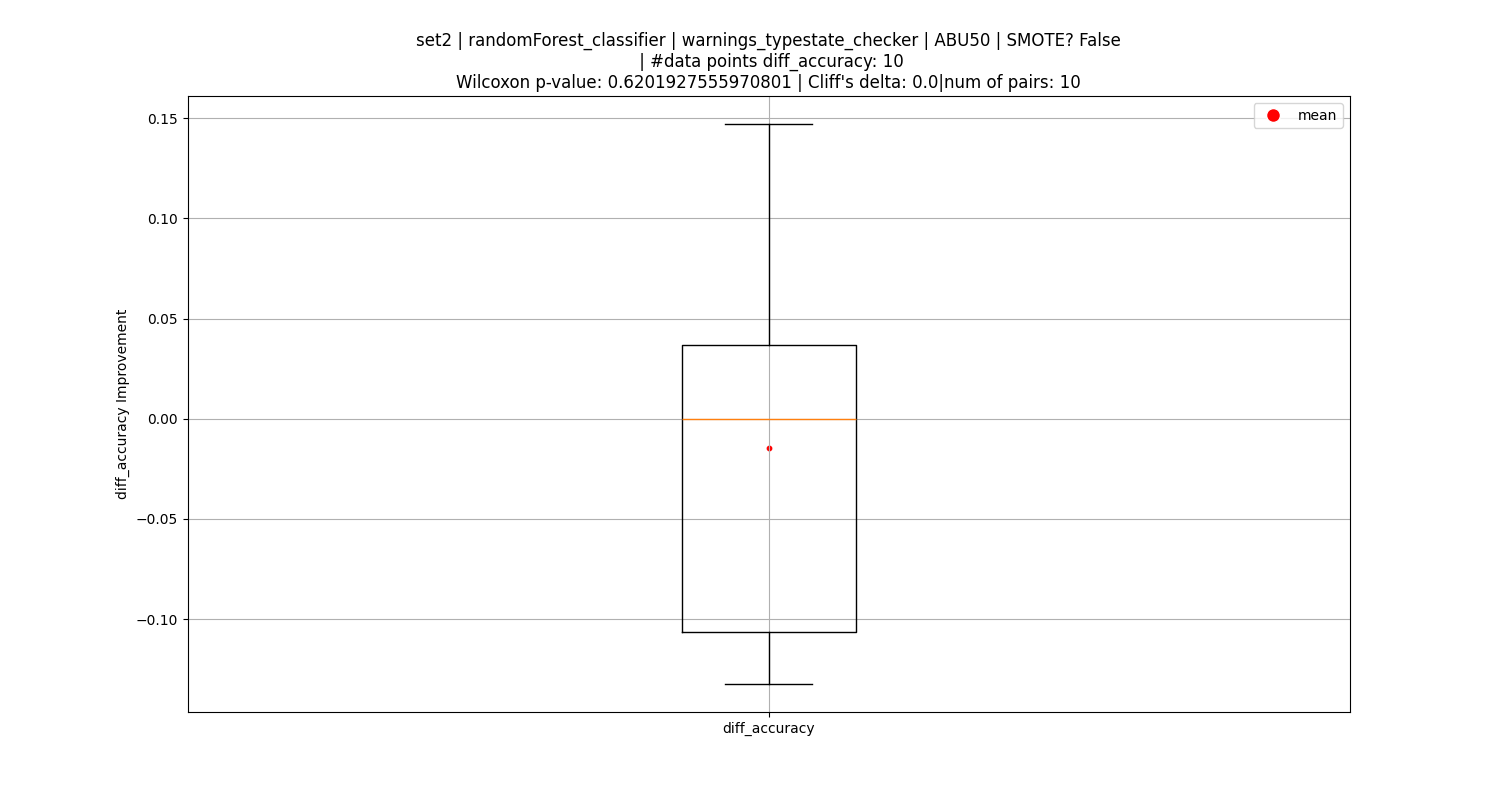 set2 | randomForest_classifier | warnings_typestate_checker | ABU50 | SMOTE? False
| #data points diff_accuracy: 10
Wilcoxon p-value: 0.6201927555970801 | Cliff's delta: 0.0|num of pairs: 10
mean
0.15
0.10
0.05
0.00
−0.05
−0.10
diff_accuracy Improvement
diff_accuracy